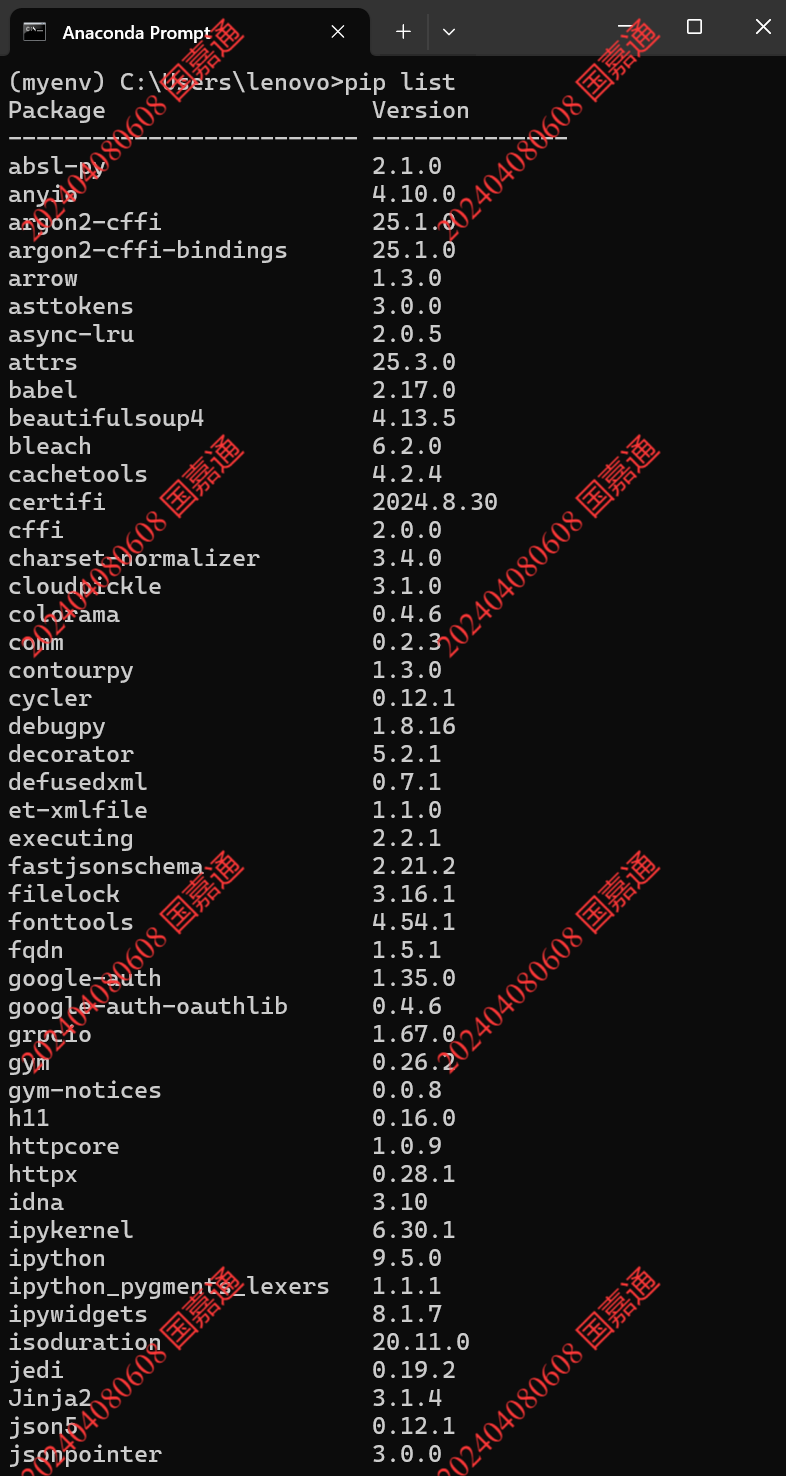 Anaconda Prompt
(myenv) C:\Users\lenovo>pip list
Package Version
------------------------- --------------
absl-py 2.1.0
anyio 4.10.0
argon2-cffi 25.1.0
argon2-cffi-bindings 25.1.0
arrow 1.3.0
asttokens 3.0.0
async-lru 2.0.5
attrs 25.3.0
babel 2.17.0
beautifulsoup4 4.13.5
bleach 6.2.0
cachetools 4.2.4
certifi 2024.8.30
cffi 2.0.0
charset-normalizer 3.4.0
cloudpickle 3.1.0
colorama 0.4.6
comm 0.2.3
contourpy 1.3.0
cycler 0.12.1
debugpy 1.8.16
decorator 5.2.1
defusedxml 0.7.1
et-xmlfile 1.1.0
executing 2.2.1
fastjsonschema 2.21.2
filelock 3.16.1
fonttools 4.54.1
fqdn 1.5.1
google-auth 1.35.0
google-auth-oauthlib 0.4.6
grpcio 1.67.0
gym 0.26.2
gym-notices 0.0.8
h11 0.16.0
httpcore 1.0.9
httpx 0.28.1
idna 3.10
ipykernel 6.30.1
ipython 9.5.0
ipython_pygments_lexers 1.1.1
ipywidgets 8.1.7
isoduration 20.11.0
jedi 0.19.2
Jinja2 3.1.4
json5 0.12.1
jsonpointer 3.0.0
202404080608 国嘉通
202404080608 国嘉通
202404080608 国嘉通
202404080608 国嘉通
202404080608 国嘉通
202404080608 国嘉通
202404080608 国嘉通
202404080608 国嘉通